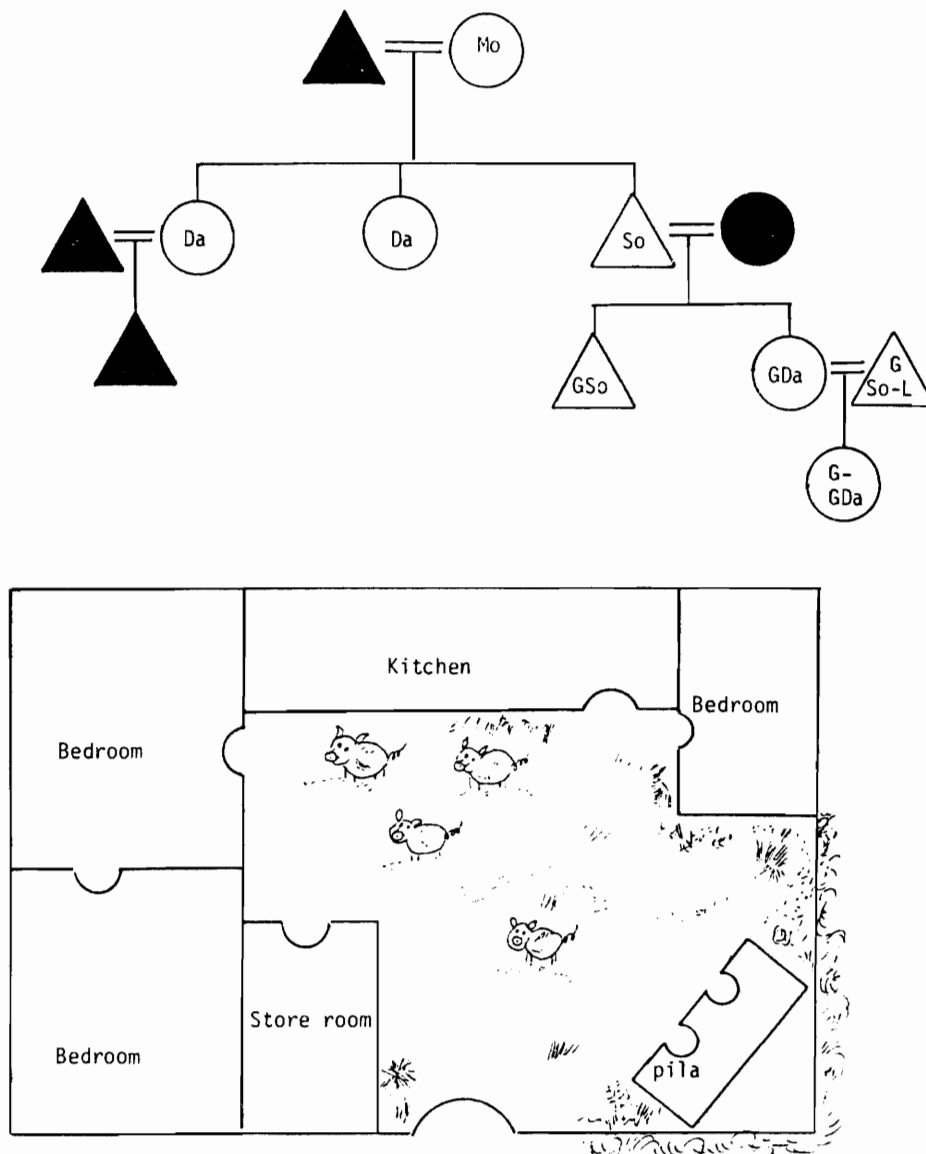 Mo
Da
Da
So
GSo
GDa
G
So-L
G-
GDa
Kitchen
Bedroom
Bedroom
Store room
Bedroom
pila